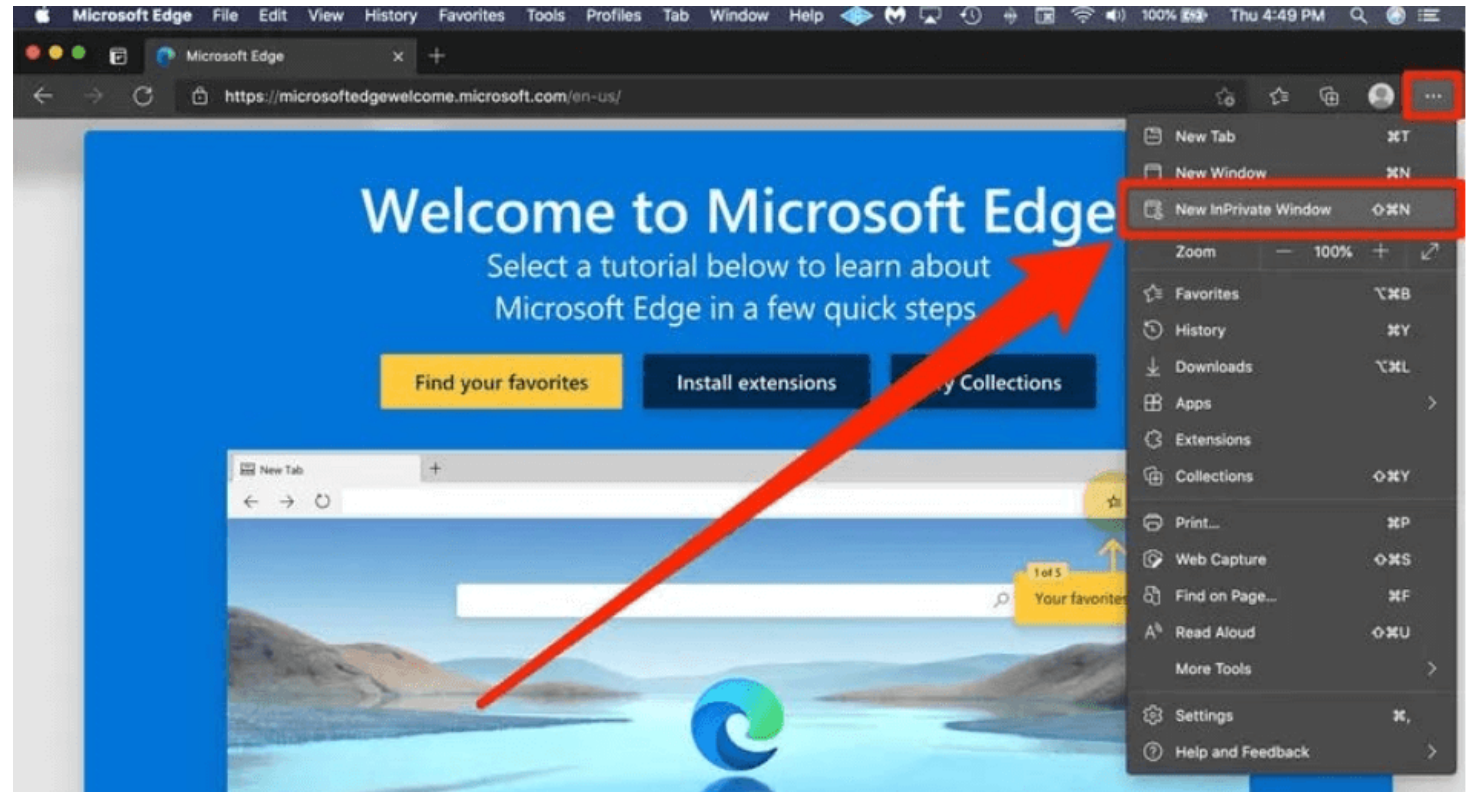 Microsoft Edge File Edit View History Favorites Tools Profiles Tab Window Help 100% Thu 4:49 PM
Microsoft Edge
https://microsoftedgewelcome.microsoft.com/en-us/
New Tab ⌘T
New Window ⌘N
New InPrivate Window ⇧⌘N
Zoom — 100% +
Favorites ⌥⌘B
History ⌘Y
Downloads ⌥⌘L
Apps
Extensions
Collections ⇧⌘Y
Print... ⌘P
Web Capture ⇧⌘S
Find on Page... ⌘F
Read Aloud ⇧⌘U
More Tools
Settings ⌘,
Help and Feedback
Welcome to Microsoft Edge
Select a tutorial below to learn about
Microsoft Edge in a few quick steps
Find your favorites Install extensions Collections
New Tab
1 of 5
Your favorites